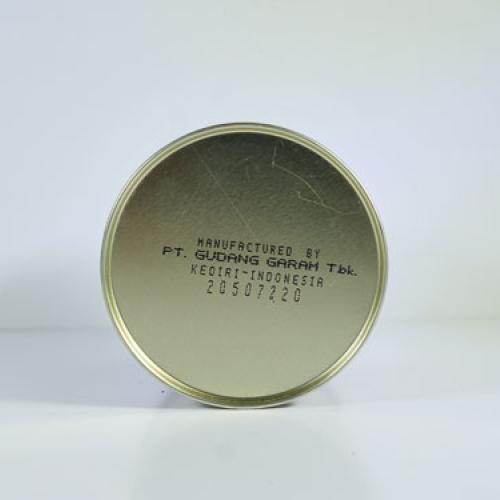 MANUFACTURED BY
PT. GUDANG GARAM Tbk.
KEDIRI-INDONESIA
20507220